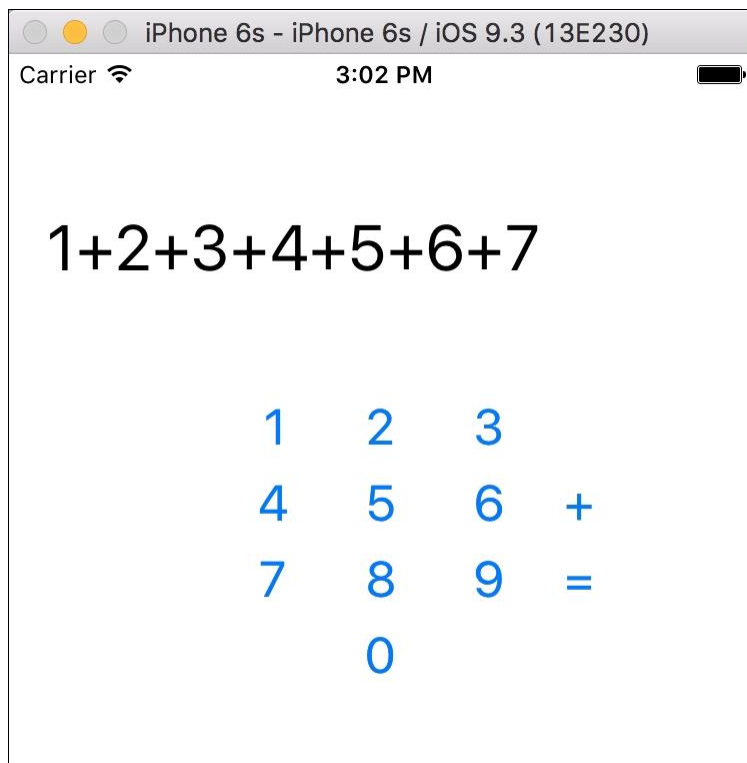 iPhone 6s - iPhone 6s / iOS 9.3 (13E230)
Carrier 3:02 PM
1+2+3+4+5+6+7
1 2 3
4 5 6 +
7 8 9 =
0